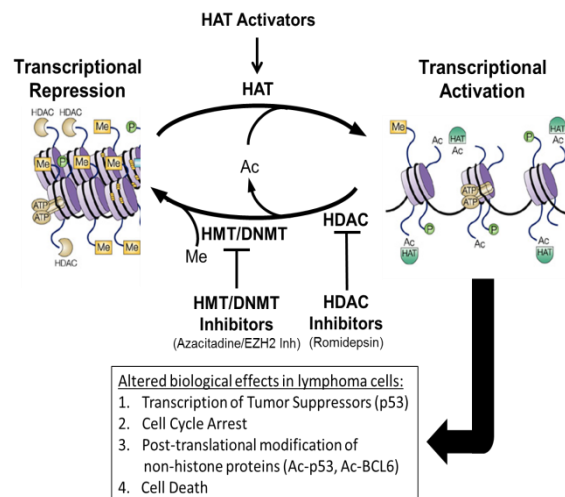 HAT Activators
Transcriptional
Repression
HAT
Transcriptional
Activation
HDAC HDAC
Me
P
Me
P
Me
Me
ATP
ATP
HDAC
Me
Me
Ac
HMT/DNMT
Me
HDAC
Me
Ac
HAT
Ac
P
Ac
HAT
Ac
ATP
ATP
P
Ac
P
Ac
HAT
Ac
HAT
HMT/DNMT
Inhibitors
(Azacitadine/EZH2 Inh)
HDAC
Inhibitors
(Romidepsin)
Altered biological effects in lymphoma cells:
1. Transcription of Tumor Suppressors (p53)
2. Cell Cycle Arrest
3. Post-translational modification of
non-histone proteins (Ac-p53, Ac-BCL6)
4. Cell Death